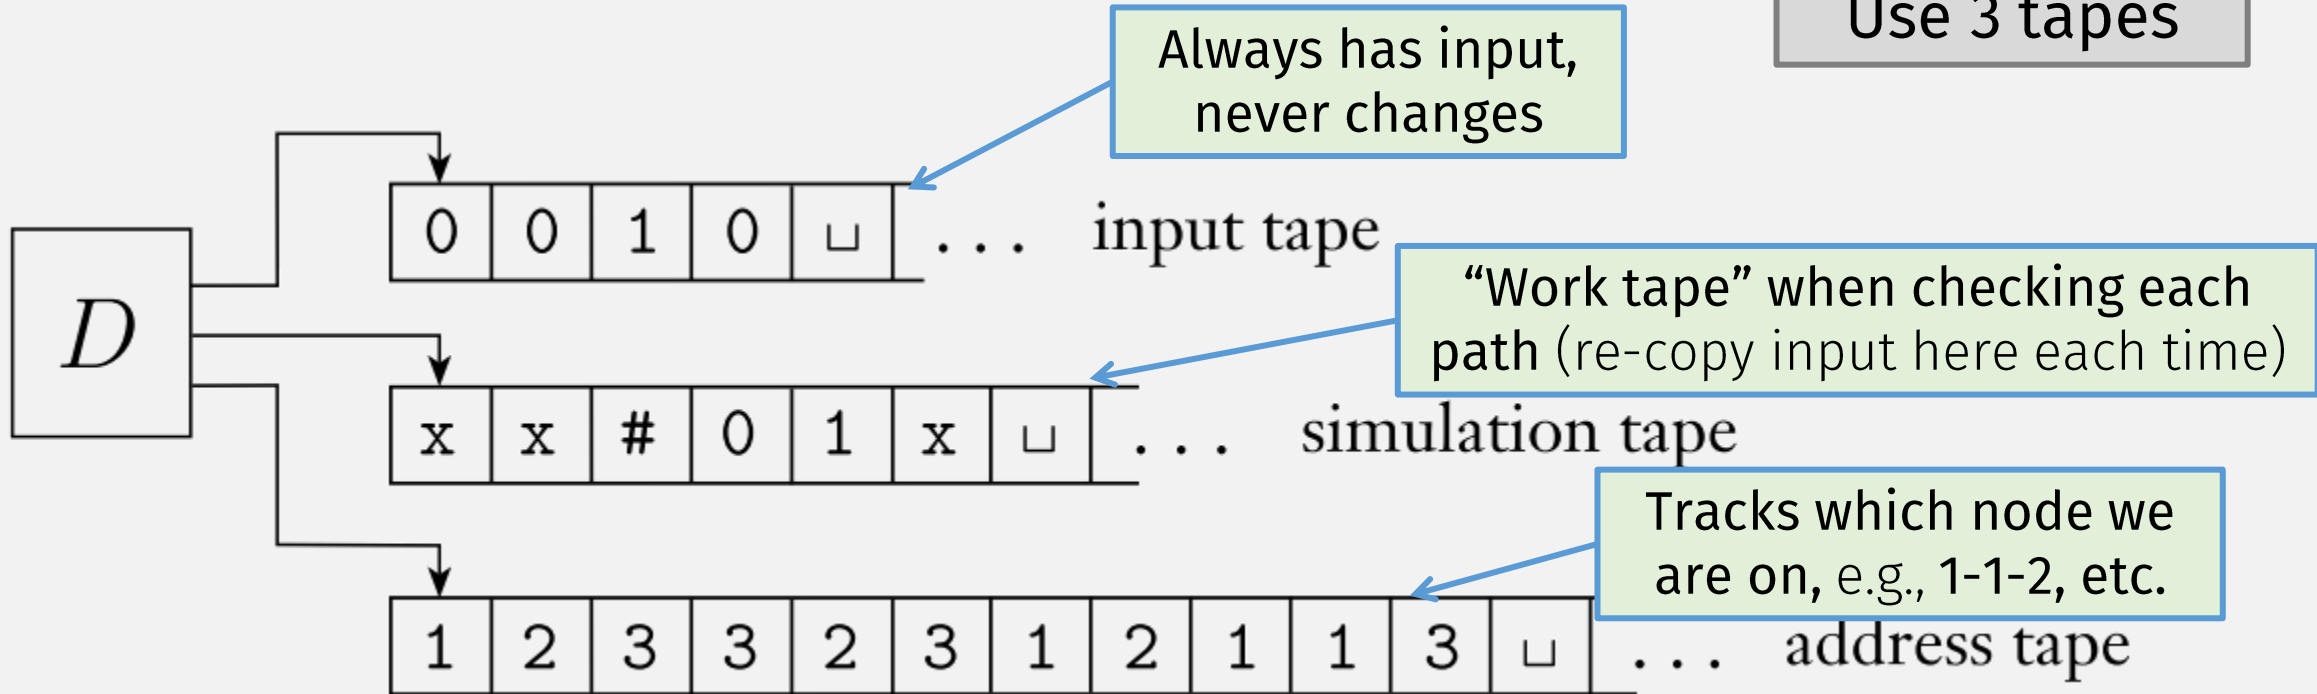 Use 3 tapes
Always has input,
never changes
0 0 1 0 ␣ ... input tape
D
“Work tape” when checking each
path (re-copy input here each time)
x x # 0 1 x ␣ ... simulation tape
Tracks which node we
are on, e.g., 1-1-2, etc.
1 2 3 3 2 3 1 2 1 1 3 ␣ ... address tape